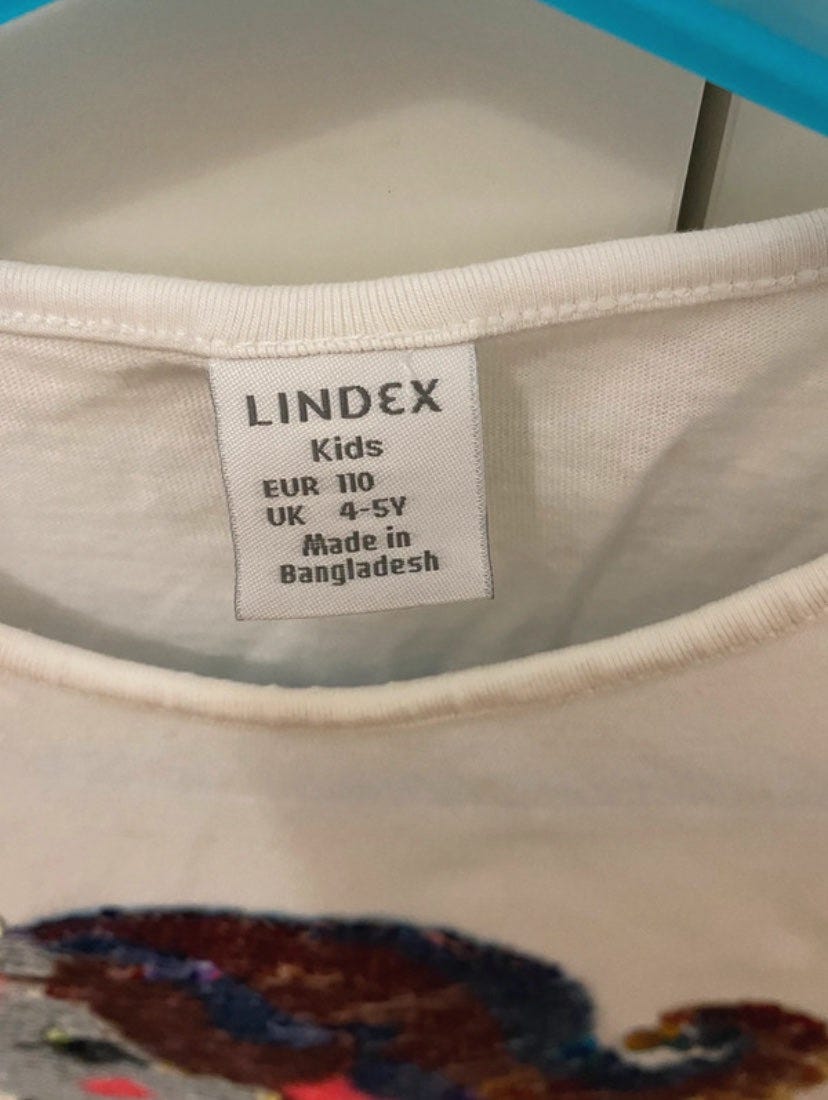 LINDEX
Kids
EUR 110
UK 4-5Y
Made in
Bangladesh